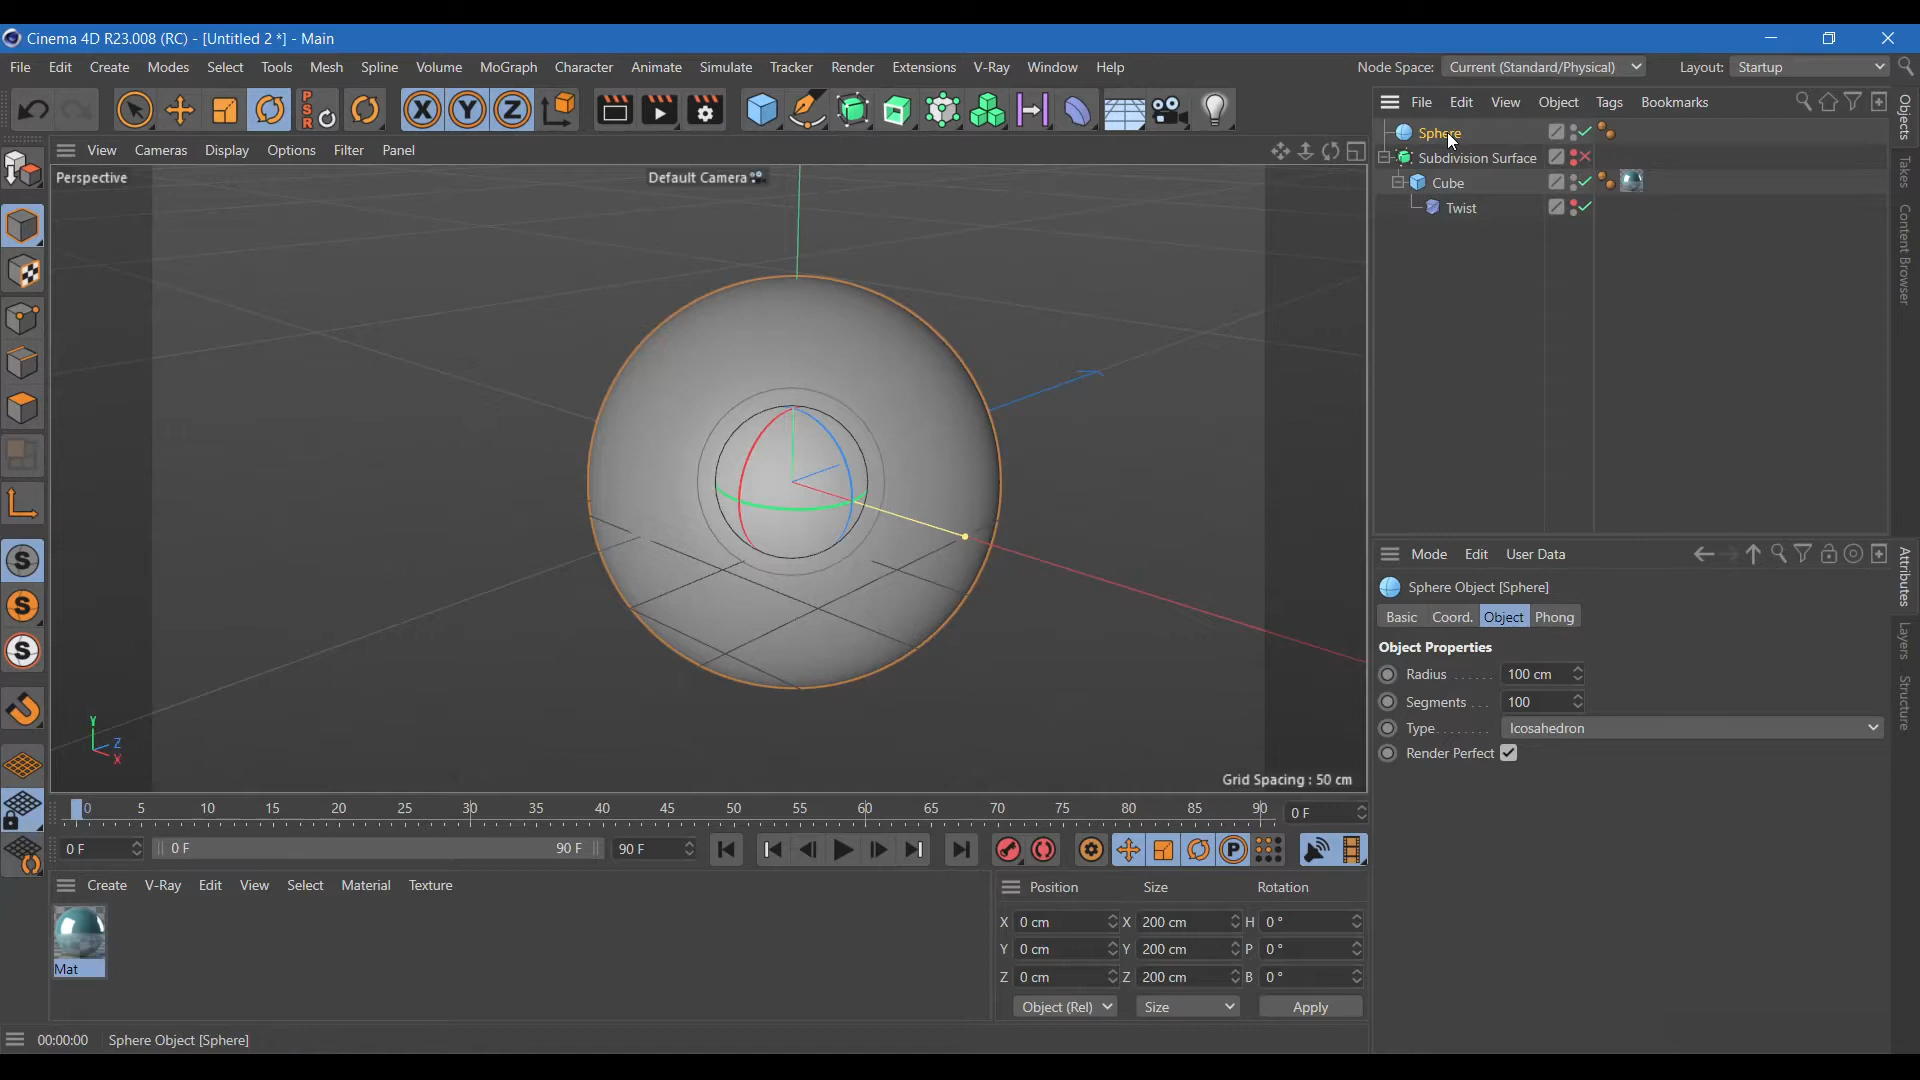 Cinema 4D R23.008 (RC) - [Untitled 2 *] - Main
File Edit Create Modes Select Tools Mesh Spline Volume MoGraph Character Animate Simulate Tracker Render Extensions V-Ray Window Help
Node Space: Current (Standard/Physical) Layout: Startup
PSR X Y Z
File Edit View Object Tags Bookmarks
Objects
Takes
Content Browser
Sphere
Subdivision Surface
Cube
Twist
View Cameras Display Options Filter Panel
Perspective
Default Camera
Y
Z
X
Grid Spacing : 50 cm
S
S
S
Mode Edit User Data
Attributes
Layers
Structure
Sphere Object [Sphere]
Basic Coord. Object Phong
Object Properties
Radius . . . . . . 100 cm
Segments . . . 100
Type . . . . . . . . Icosahedron
Render Perfect
0 5 10 15 20 25 30 35 40 45 50 55 60 65 70 75 80 85 90 0 F
0 F 0 F 90 F 90 F P
Create V-Ray Edit View Select Material Texture
Mat
Position Size Rotation
X 0 cm X 200 cm H 0 °
Y 0 cm Y 200 cm P 0 °
Z 0 cm Z 200 cm B 0 °
Object (Rel) Size Apply
00:00:00 Sphere Object [Sphere]